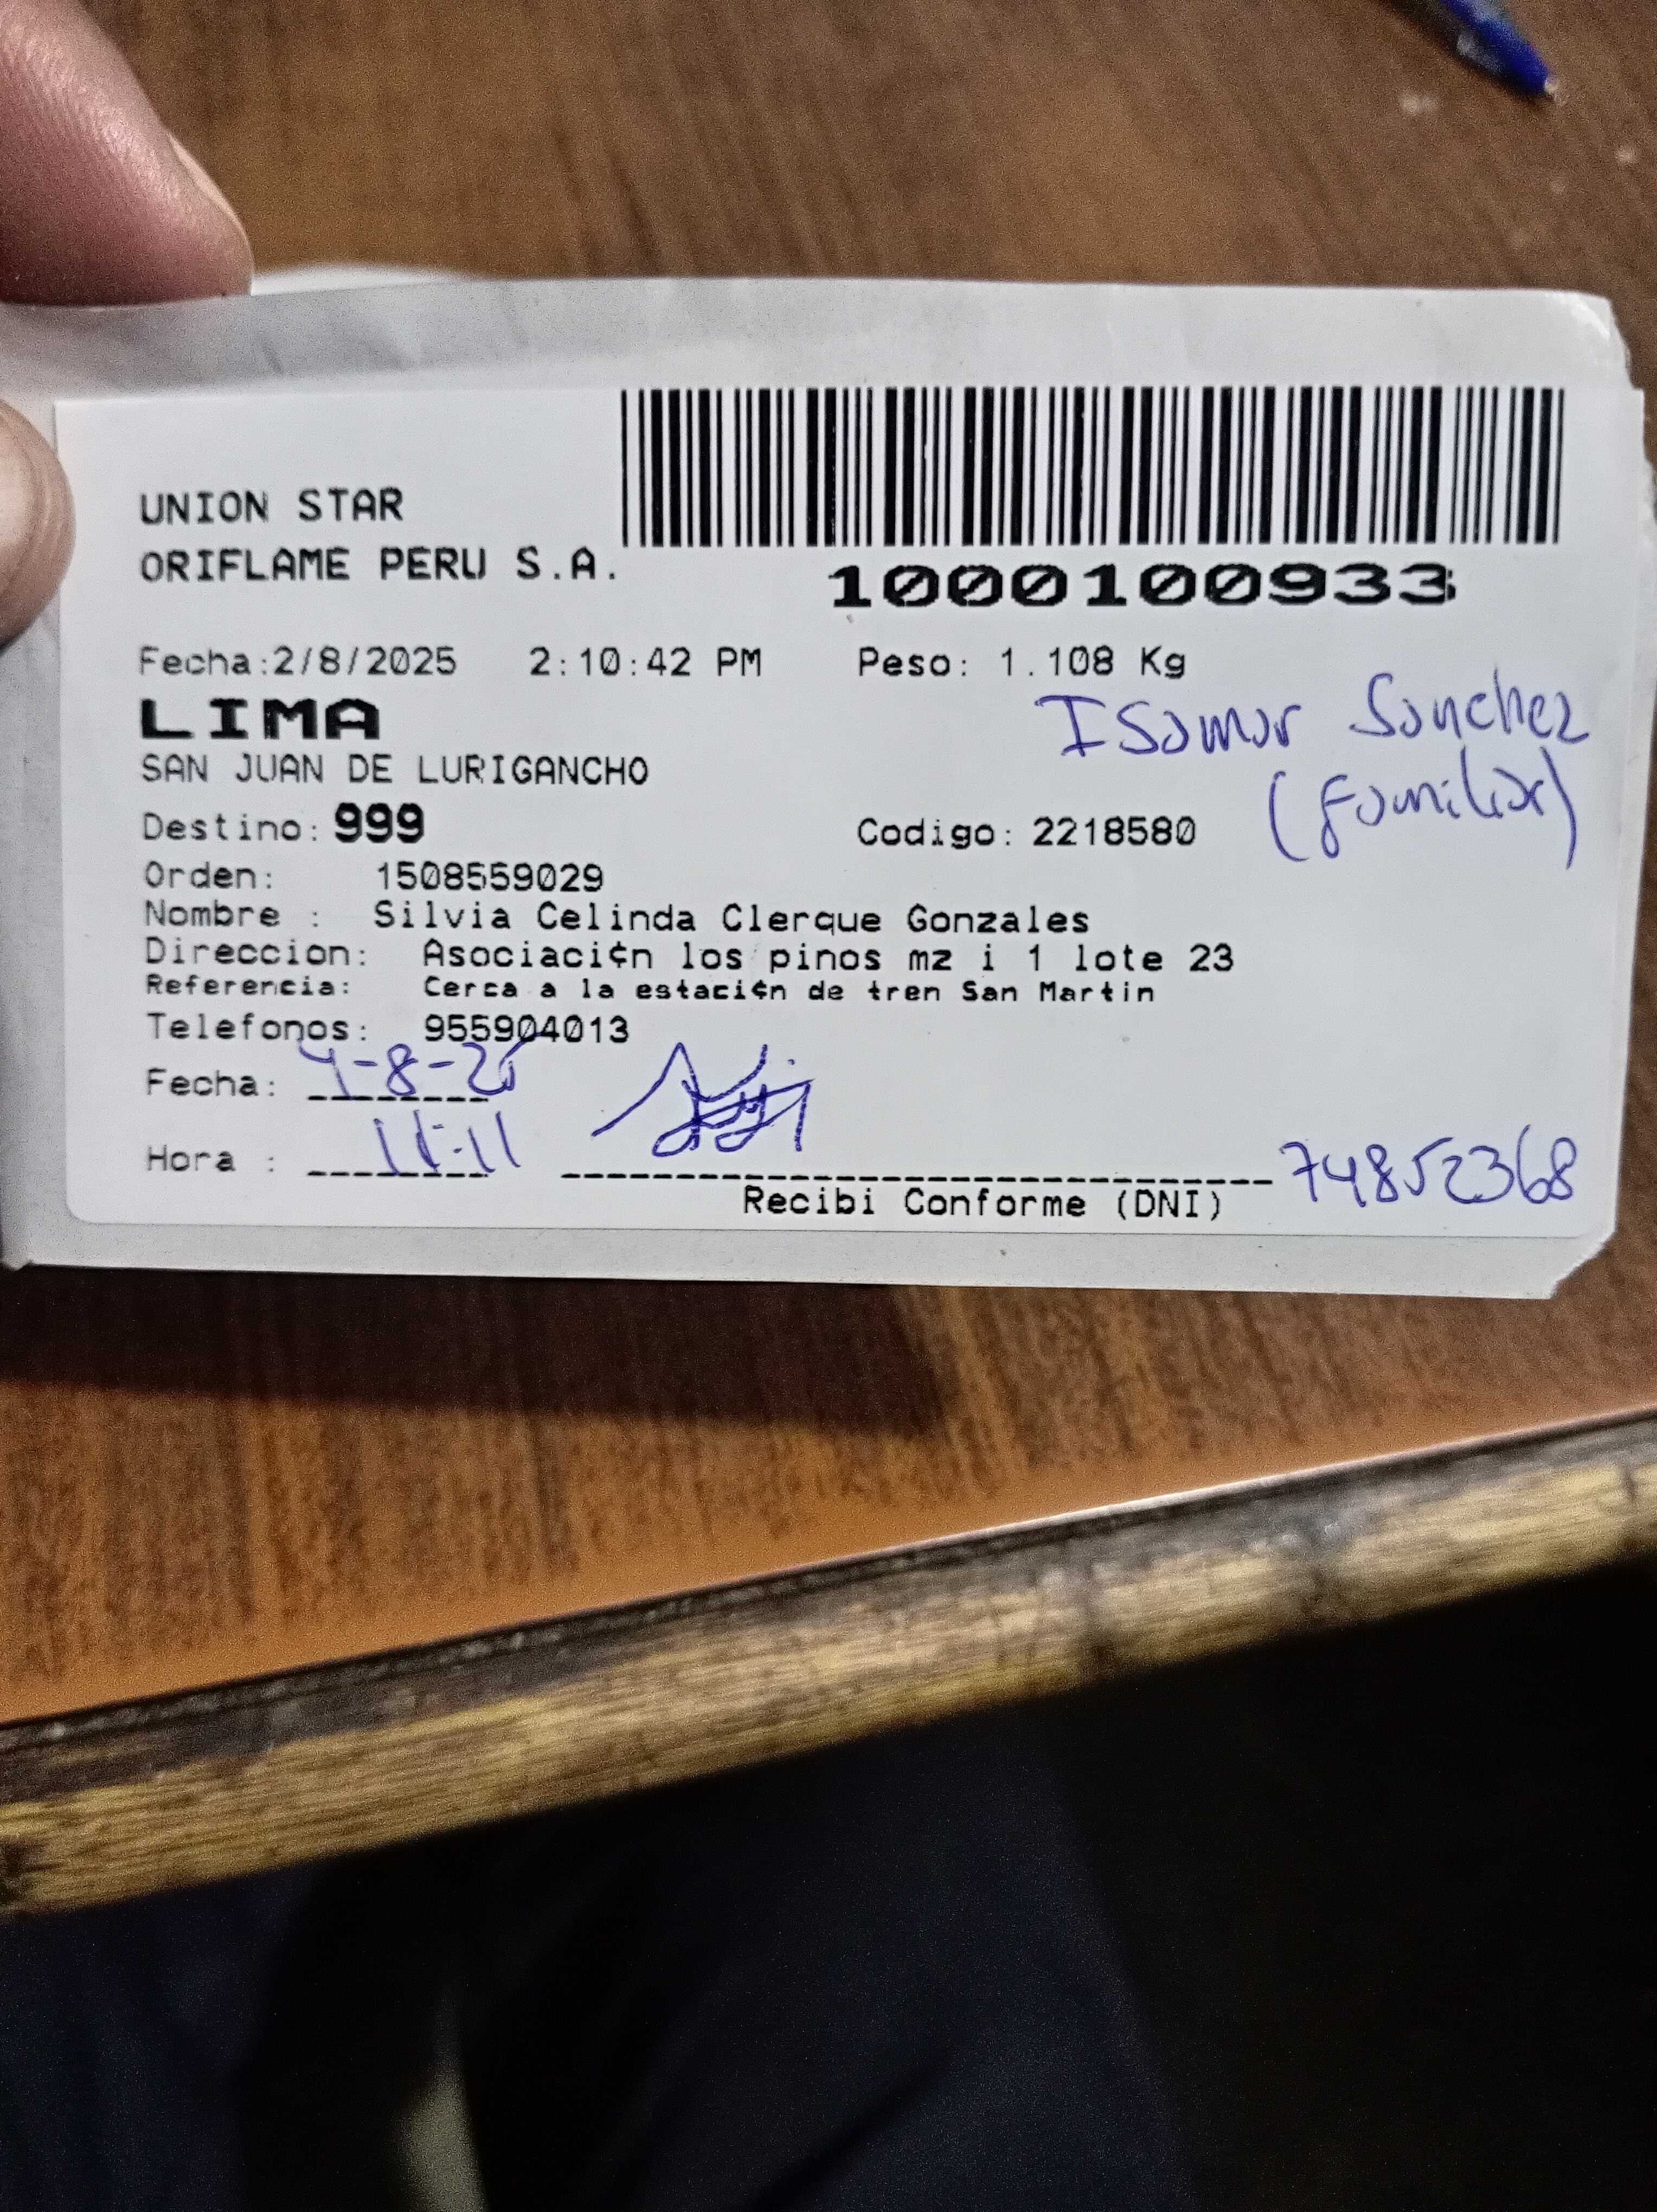 UNION STAR
ORIFLAME PERU S.A.
1000100933
Fecha:2/8/2025 2:10:42 PM Peso: 1.108 Kg
LIMA
Isamar Sanchez
SAN JUAN DE LURIGANCHO
(familiar)
Destino: 999 Codigo: 2218580
Orden: 1508559029
Nombre : Silvia Celinda Clerque Gonzales
Direccion: Asociaci¢n los pinos mz i 1 lote 23
Referencia: Cerca a la estaci¢n de tren San Martin
Telefonos: 955904013
Fecha: 4-8-25
Hora : 11:11
74852368
Recibi Conforme (DNI)